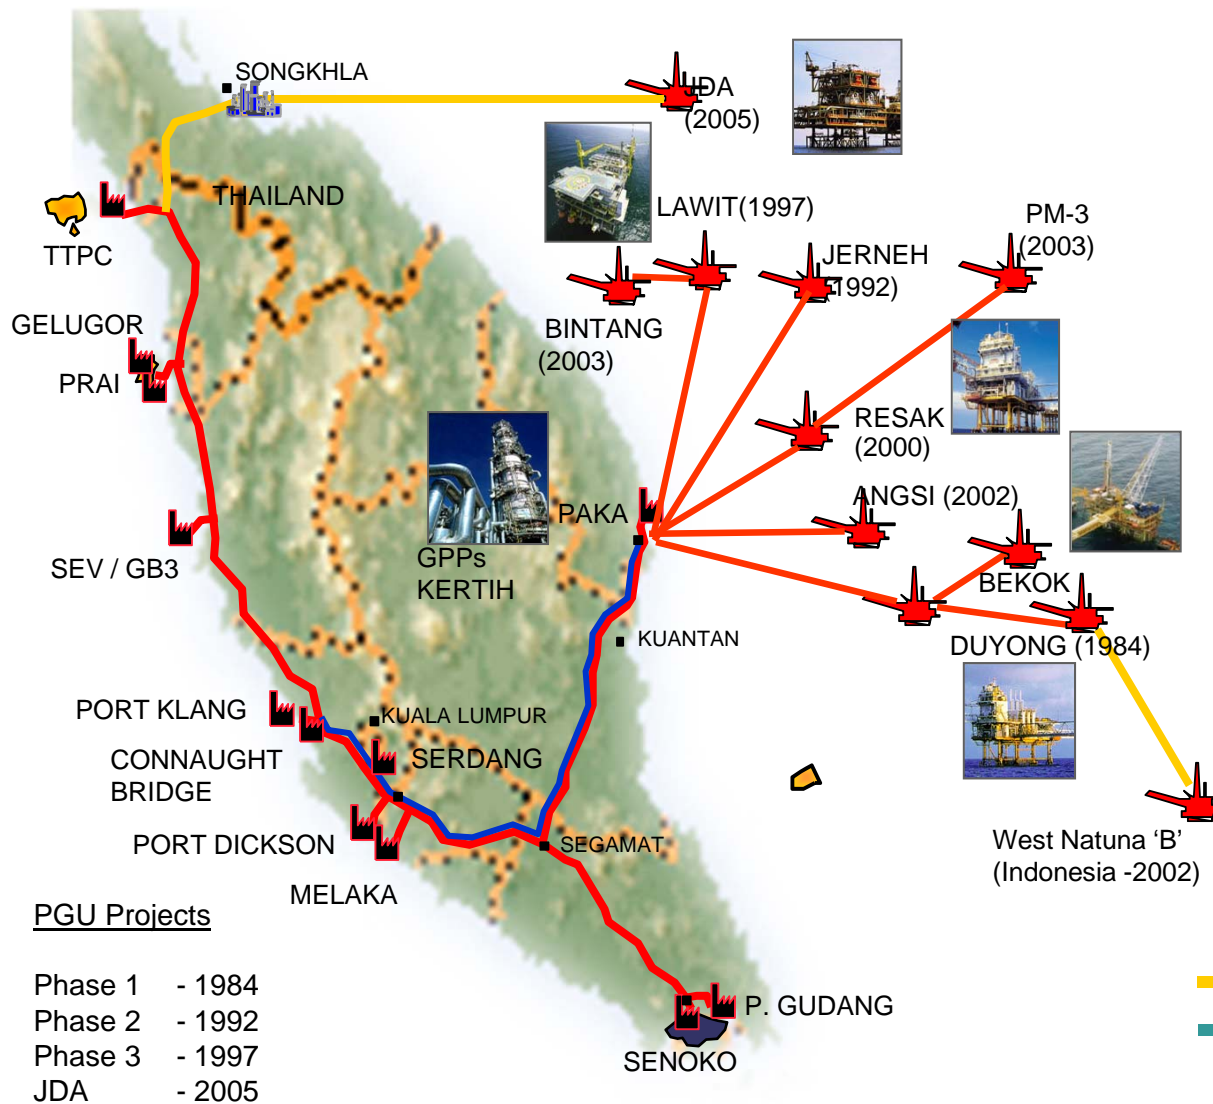 SONGKHLA
JDA
(2005)
THAILAND
LAWIT(1997)
PM-3
(2003)
TTPC
JERNEH
(1992)
GELUGOR
BINTANG
(2003)
PRAI
RESAK
(2000)
PAKA
ANGSI (2002)
GPPs
KERTIH
SEV / GB3
BEKOK
KUANTAN
DUYONG (1984)
PORT KLANG
KUALA LUMPUR
CONNAUGHT
BRIDGE
SERDANG
PORT DICKSON
SEGAMAT
West Natuna ‘B’
(Indonesia -2002)
MELAKA
PGU Projects
Phase 1 - 1984
Phase 2 - 1992
Phase 3 - 1997
JDA - 2005
P. GUDANG
SENOKO